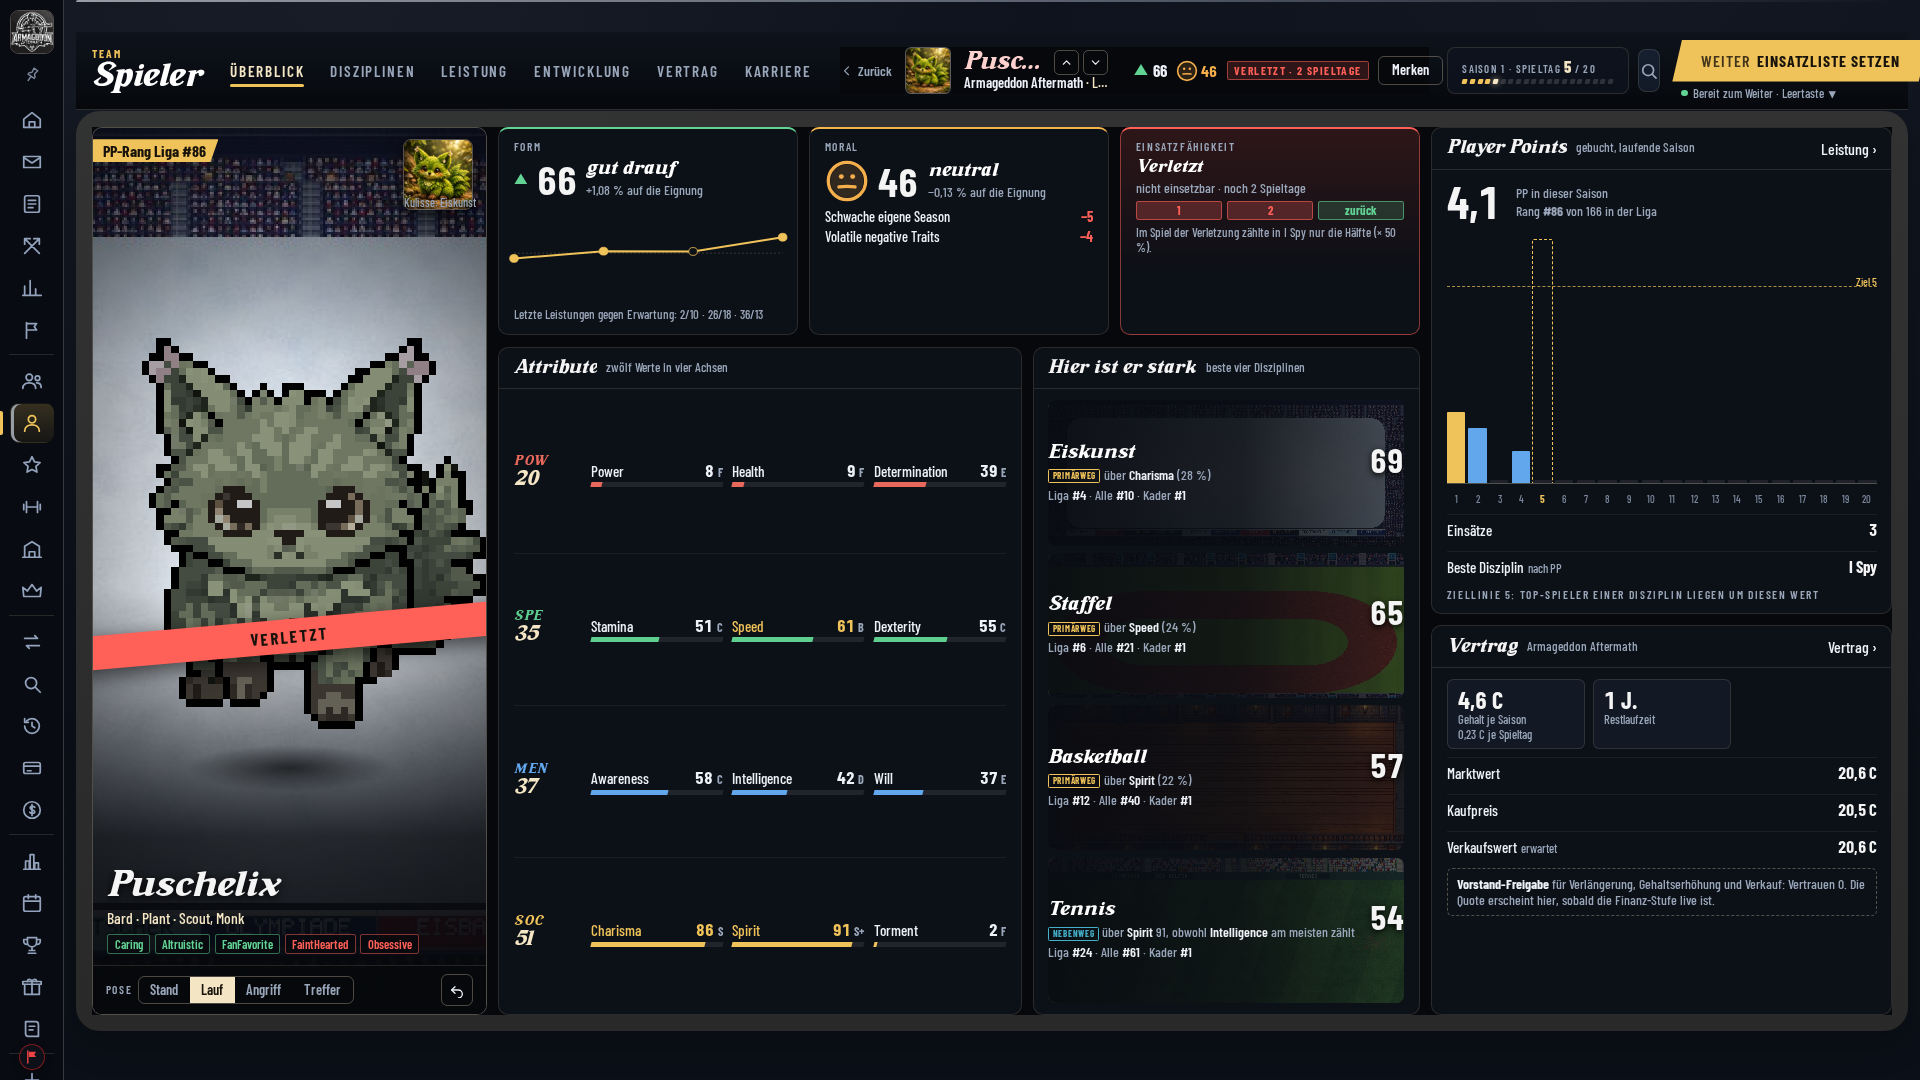 TEAM
Spieler
ÜBERBLICK
DISZIPLINEN
LEISTUNG
ENTWICKLUNG
VERTRAG
KARRIERE
Zurück
Pusc...
Armageddon Aftermath · L...
66
46
VERLETZT · 2 SPIELTAGE
Merken
SAISON 1 · SPIELTAG 5 / 20
WEITER EINSATZLISTE SETZEN
Bereit zum Weiter · Leertaste ▼
PP-Rang Liga #86
Kulisse: Eiskunst
VERLETZT
Puschelix
Bard · Plant · Scout, Monk
Caring
Altruistic
FanFavorite
FaintHearted
Obsessive
POSE
Stand
Lauf
Angriff
Treffer
FORM
66 gut drauf
+1,08 % auf die Eignung
Letzte Leistungen gegen Erwartung: 2/10 · 26/18 · 36/13
MORAL
46 neutral
−0,13 % auf die Eignung
Schwache eigene Season −5
Volatile negative Traits −4
EINSATZFÄHIGKEIT
Verletzt
nicht einsetzbar · noch 2 Spieltage
1 2 zurück
Im Spiel der Verletzung zählte in I Spy nur die Hälfte (× 50
%).
Attribute zwölf Werte in vier Achsen
POW
20
Power 8 F
Health 9 F
Determination 39 E
SPE
35
Stamina 51 C
Speed 61 B
Dexterity 55 C
MEN
37
Awareness 58 C
Intelligence 42 D
Will 37 E
SOC
51
Charisma 86 S
Spirit 91 S+
Torment 2 F
Hier ist er stark beste vier Disziplinen
Eiskunst
69
PRIMÄRWEG über Charisma (28 %)
Liga #4 · Alle #10 · Kader #1
Staffel
65
PRIMÄRWEG über Speed (24 %)
Liga #6 · Alle #21 · Kader #1
Basketball
57
PRIMÄRWEG über Spirit (22 %)
Liga #12 · Alle #40 · Kader #1
Tennis
54
NEBENWEG über Spirit 91, obwohl Intelligence am meisten zählt
Liga #24 · Alle #61 · Kader #1
Player Points gebucht, laufende Saison
Leistung ›
4,1
PP in dieser Saison
Rang #86 von 166 in der Liga
Ziel 5
1 2 3 4 5 6 7 8 9 10 11 12 13 14 15 16 17 18 19 20
Einsätze 3
Beste Disziplin nach PP I Spy
ZIELLINIE 5: TOP-SPIELER EINER DISZIPLIN LIEGEN UM DIESEN WERT
Vertrag Armageddon Aftermath
Vertrag ›
4,6 C
Gehalt je Saison
0,23 C je Spieltag
1 J.
Restlaufzeit
Marktwert 20,6 C
Kaufpreis 20,5 C
Verkaufswert erwartet 20,6 C
Vorstand-Freigabe für Verlängerung, Gehaltserhöhung und Verkauf: Vertrauen 0. Die
Quote erscheint hier, sobald die Finanz-Stufe live ist.